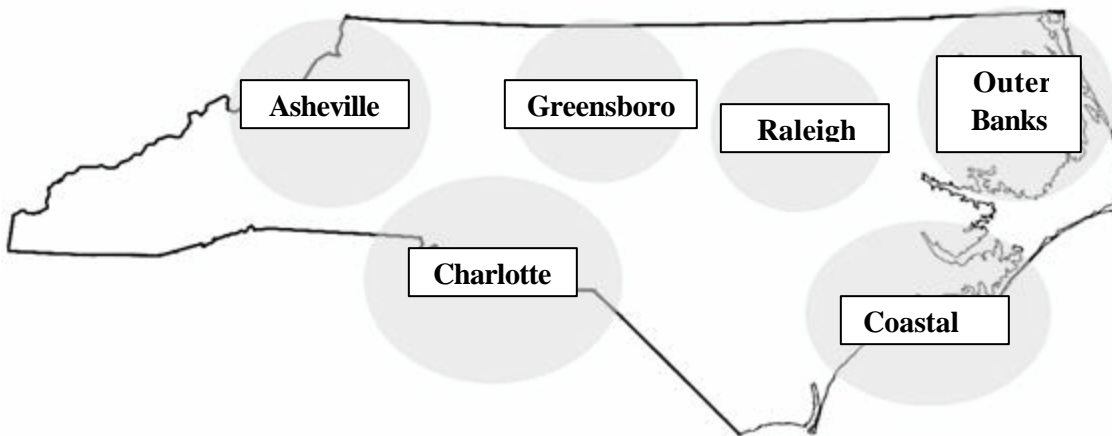 Asheville
Greensboro
Raleigh
Outer
Banks
Charlotte
Coastal